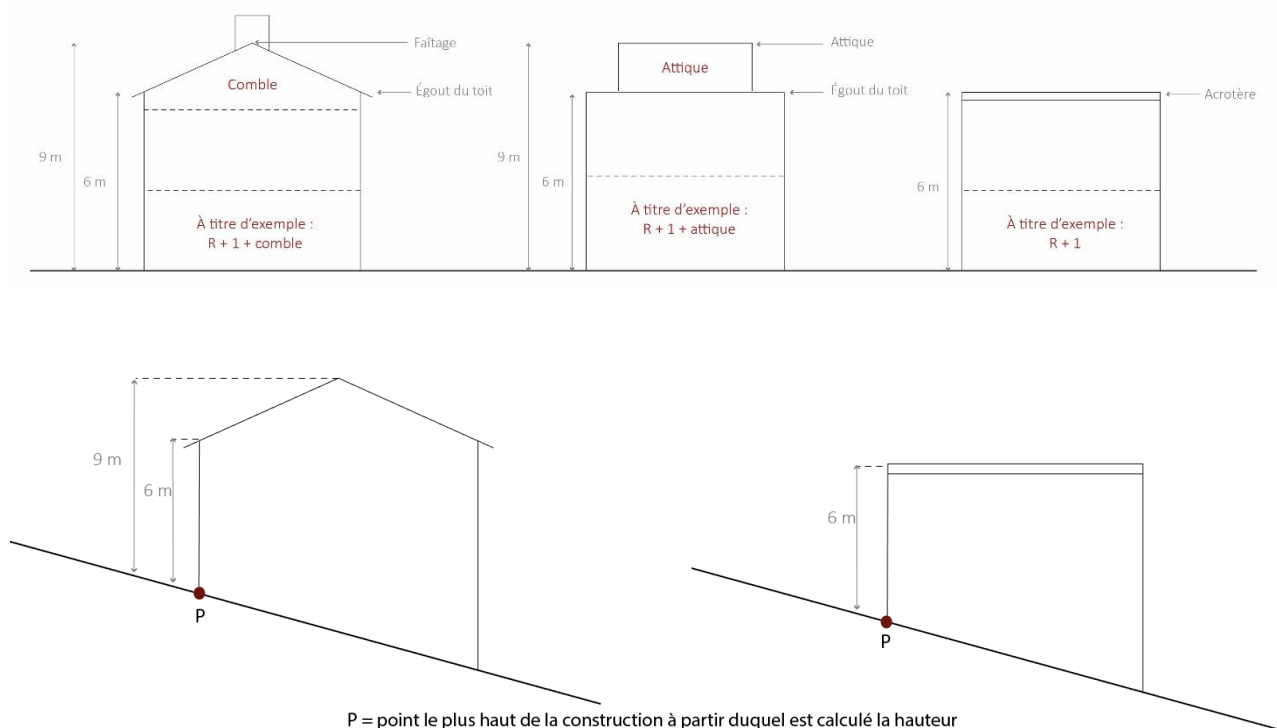 Faîtage
Comble
Égout du toit
9 m
6 m
À titre d'exemple :
R + 1 + comble
Attique
Attique
Égout du toit
9 m
6 m
À titre d'exemple :
R + 1 + attique
Acrotère
6 m
À titre d'exemple :
R + 1
9 m
6 m
P
6 m
P
P = point le plus haut de la construction à partir duquel est calculé la hauteur